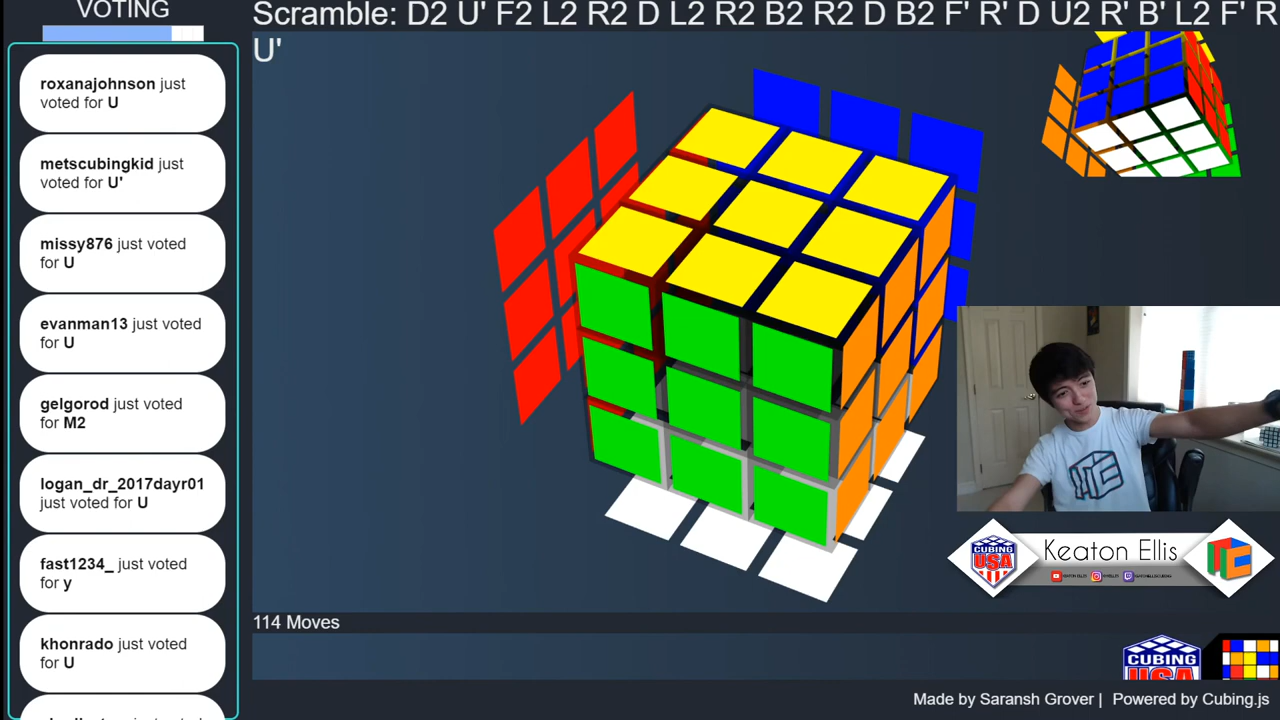 VOTING
Scramble: D2 U' F2 L2 R2 D L2 R2 B2 R2 D B2 F' R' D U2 R' B' L2 F' R
U'
roxanajohnson just
voted for U
metscubingkid just
voted for U'
missy876 just voted
for U
evanman13 just voted
for U
gelgorod just voted
for M2
logan_dr_2017dayr01
just voted for U
fast1234_ just voted
for y
khonrado just voted
for U
CUBING
USA
Keaton Ellis
KEATON ELLIS
114 Moves
CUBING
USA
Made by Saransh Grover | Powered by Cubing.js